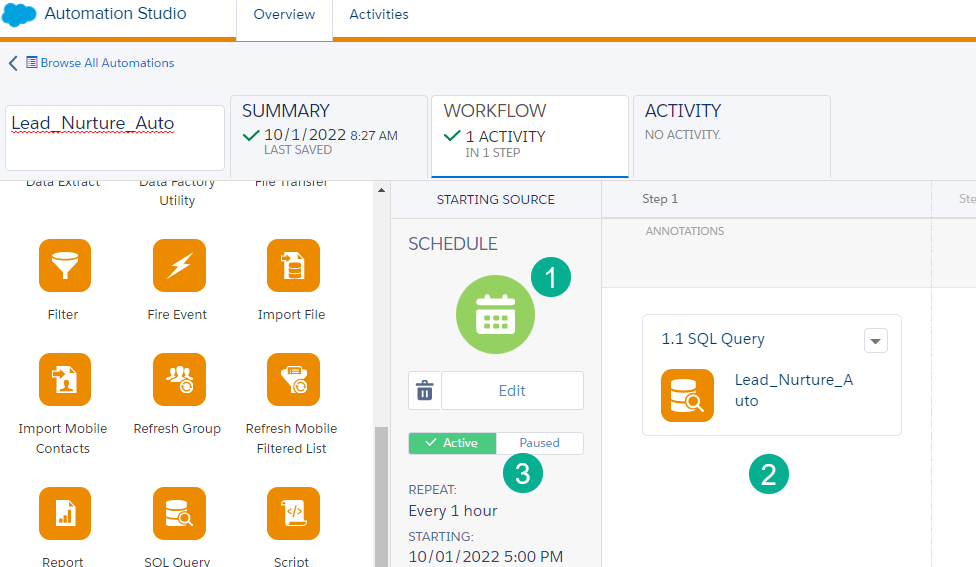 Automation Studio
Overview
Activities
Browse All Automations
Lead_Nurture_Auto
SUMMARY
10/1/2022 8:27 AM
LAST SAVED
WORKFLOW
1 ACTIVITY
IN 1 STEP
ACTIVITY
NO ACTIVITY.
Data Extract
Data Factory
Utility
File Transfer
Filter
Fire Event
Import File
Import Mobile
Contacts
Refresh Group
Refresh Mobile
Filtered List
Report
SQL Query
Script
STARTING SOURCE
SCHEDULE
1
Edit
Active
Paused
3
REPEAT:
Every 1 hour
STARTING:
10/01/2022 5:00 PM
Step 1
Ste
ANNOTATIONS
1.1 SQL Query
Lead_Nurture_A
uto
2